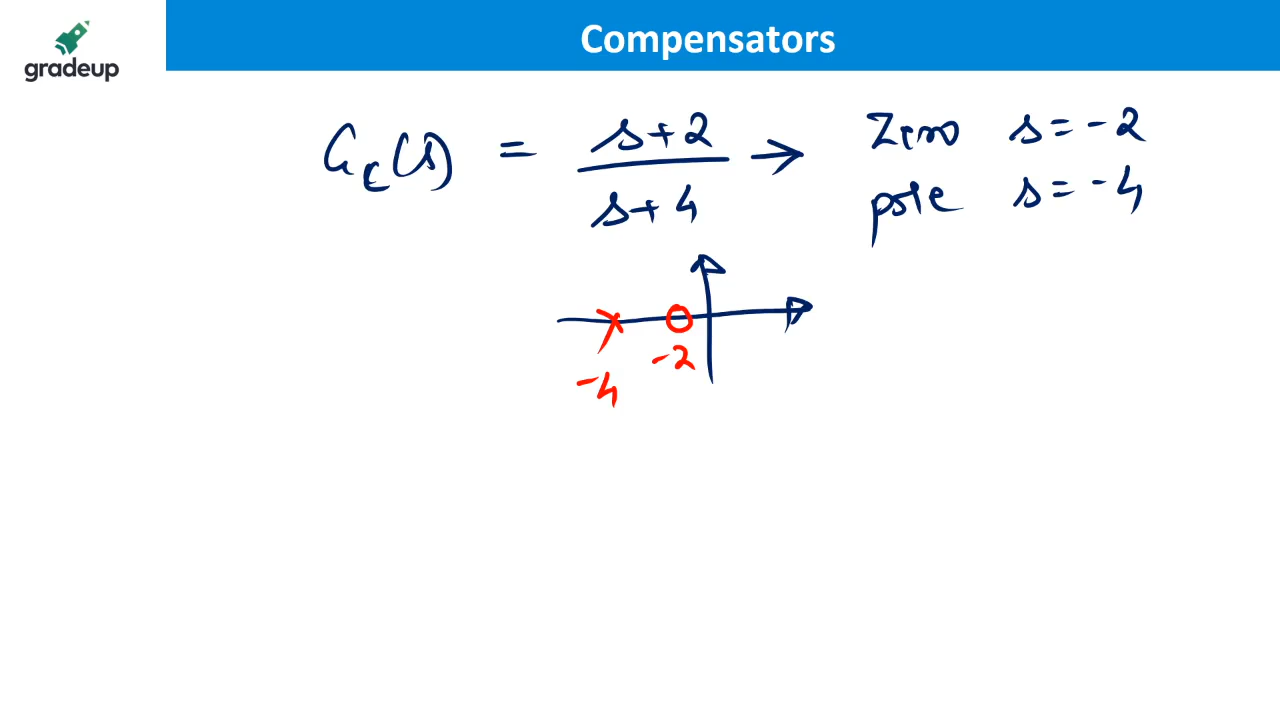 Compensators
gradeup
Gc(s) = s+2 / s+4 → Zero s = -2
pole s = -4
-2
-4